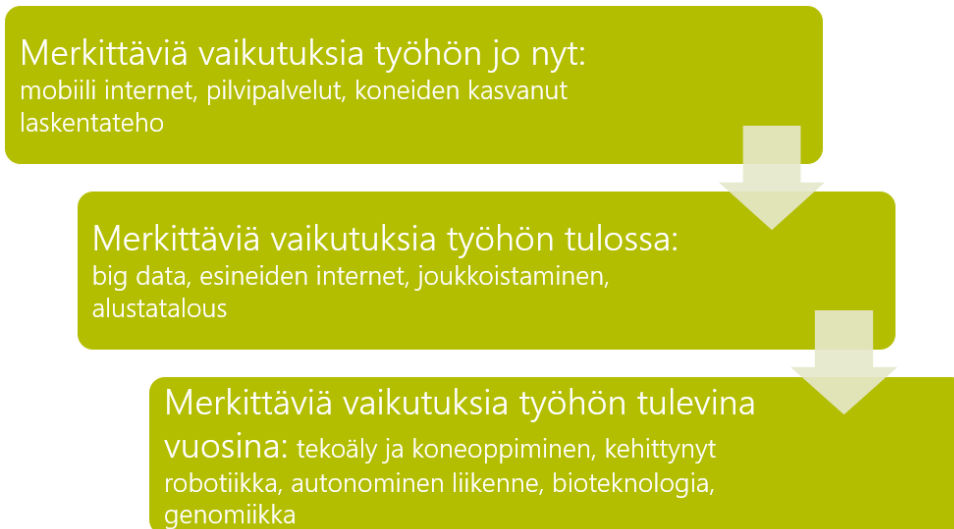 Merkittäviä vaikutuksia työhön jo nyt:
mobiili internet, pilvipalvelut, koneiden kasvanut
laskentateho
Merkittäviä vaikutuksia työhön tulossa:
big data, esineiden internet, joukkoistaminen,
alustatalous
Merkittäviä vaikutuksia työhön tulevina
vuosina: tekoäly ja koneoppiminen, kehittynyt
robotiikka, autonominen liikenne, bioteknologia,
genomiikka